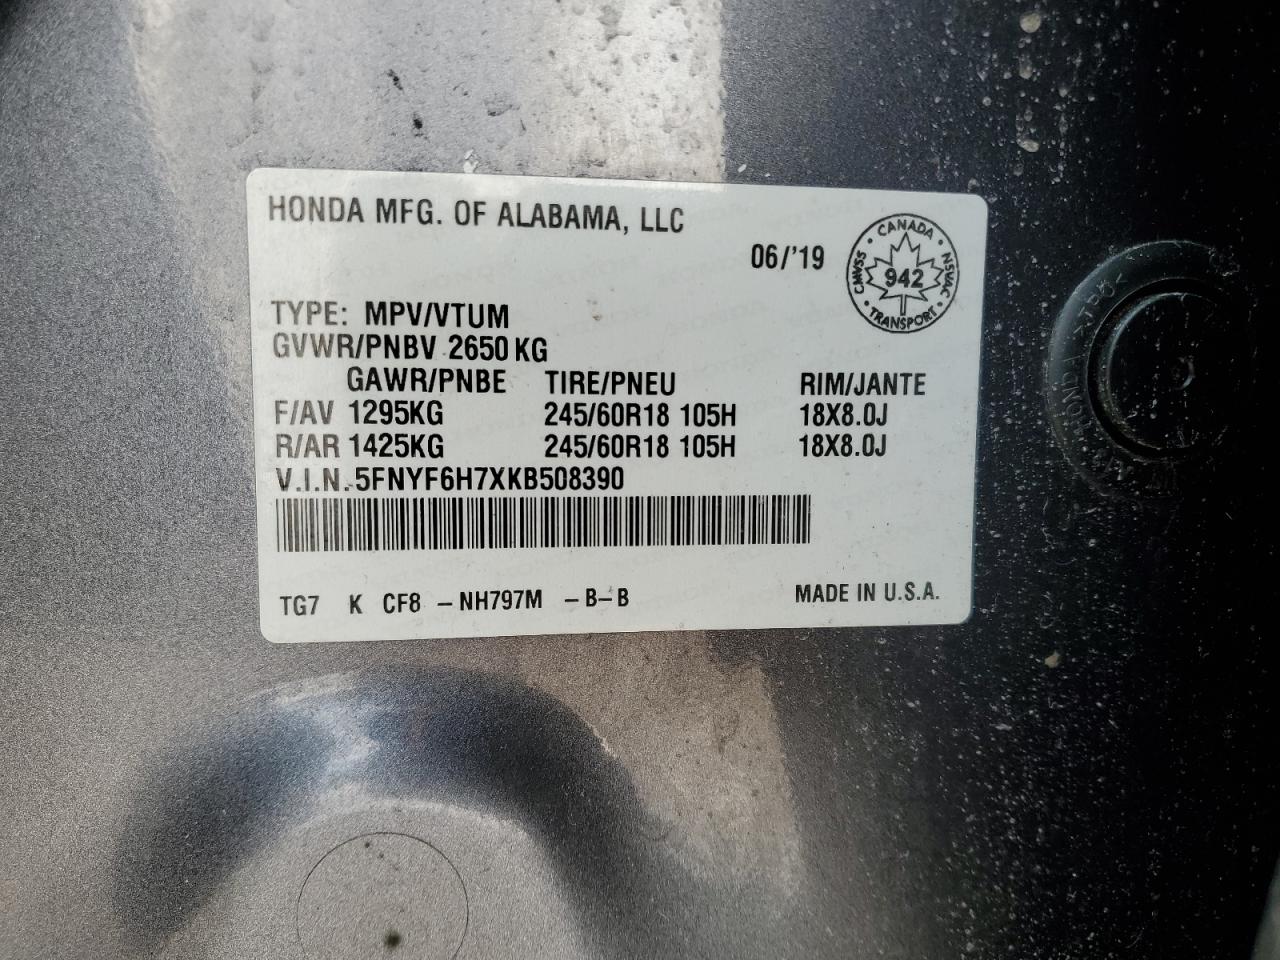 HONDA MFG. OF ALABAMA, LLC
06/'19
CANADA
CMVSS 942 NSVAC
TRANSPORT
TYPE: MPV/VTUM
GVWR/PNBV 2650 KG
GAWR/PNBE TIRE/PNEU RIM/JANTE
F/AV 1295KG 245/60R18 105H 18X8.0J
R/AR 1425KG 245/60R18 105H 18X8.0J
V.I.N. 5FNYF6H7XKB508390
TG7 K CF8 -NH797M -B-B MADE IN U.S.A.